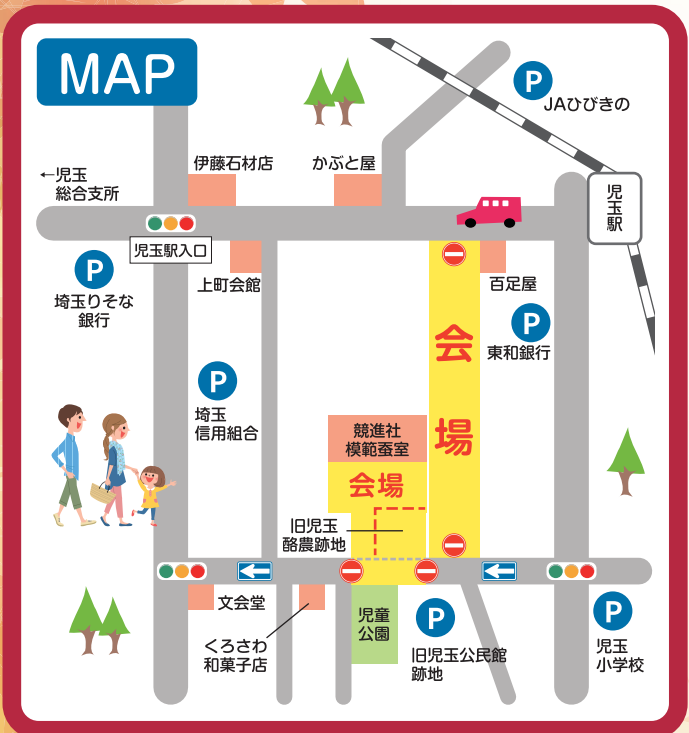 MAP
P
JAひびきの
伊藤石材店
かぶと屋
←児玉
総合支所
児玉駅
児玉駅入口
P
埼玉りそな
銀行
上町会館
百足屋
P
東和銀行
会場
P
埼玉
信用組合
競進社
模範蚕室
会場
旧児玉
酪農跡地
文会堂
くろさわ
和菓子店
児童
公園
P
旧児玉公民館
跡地
P
児玉
小学校